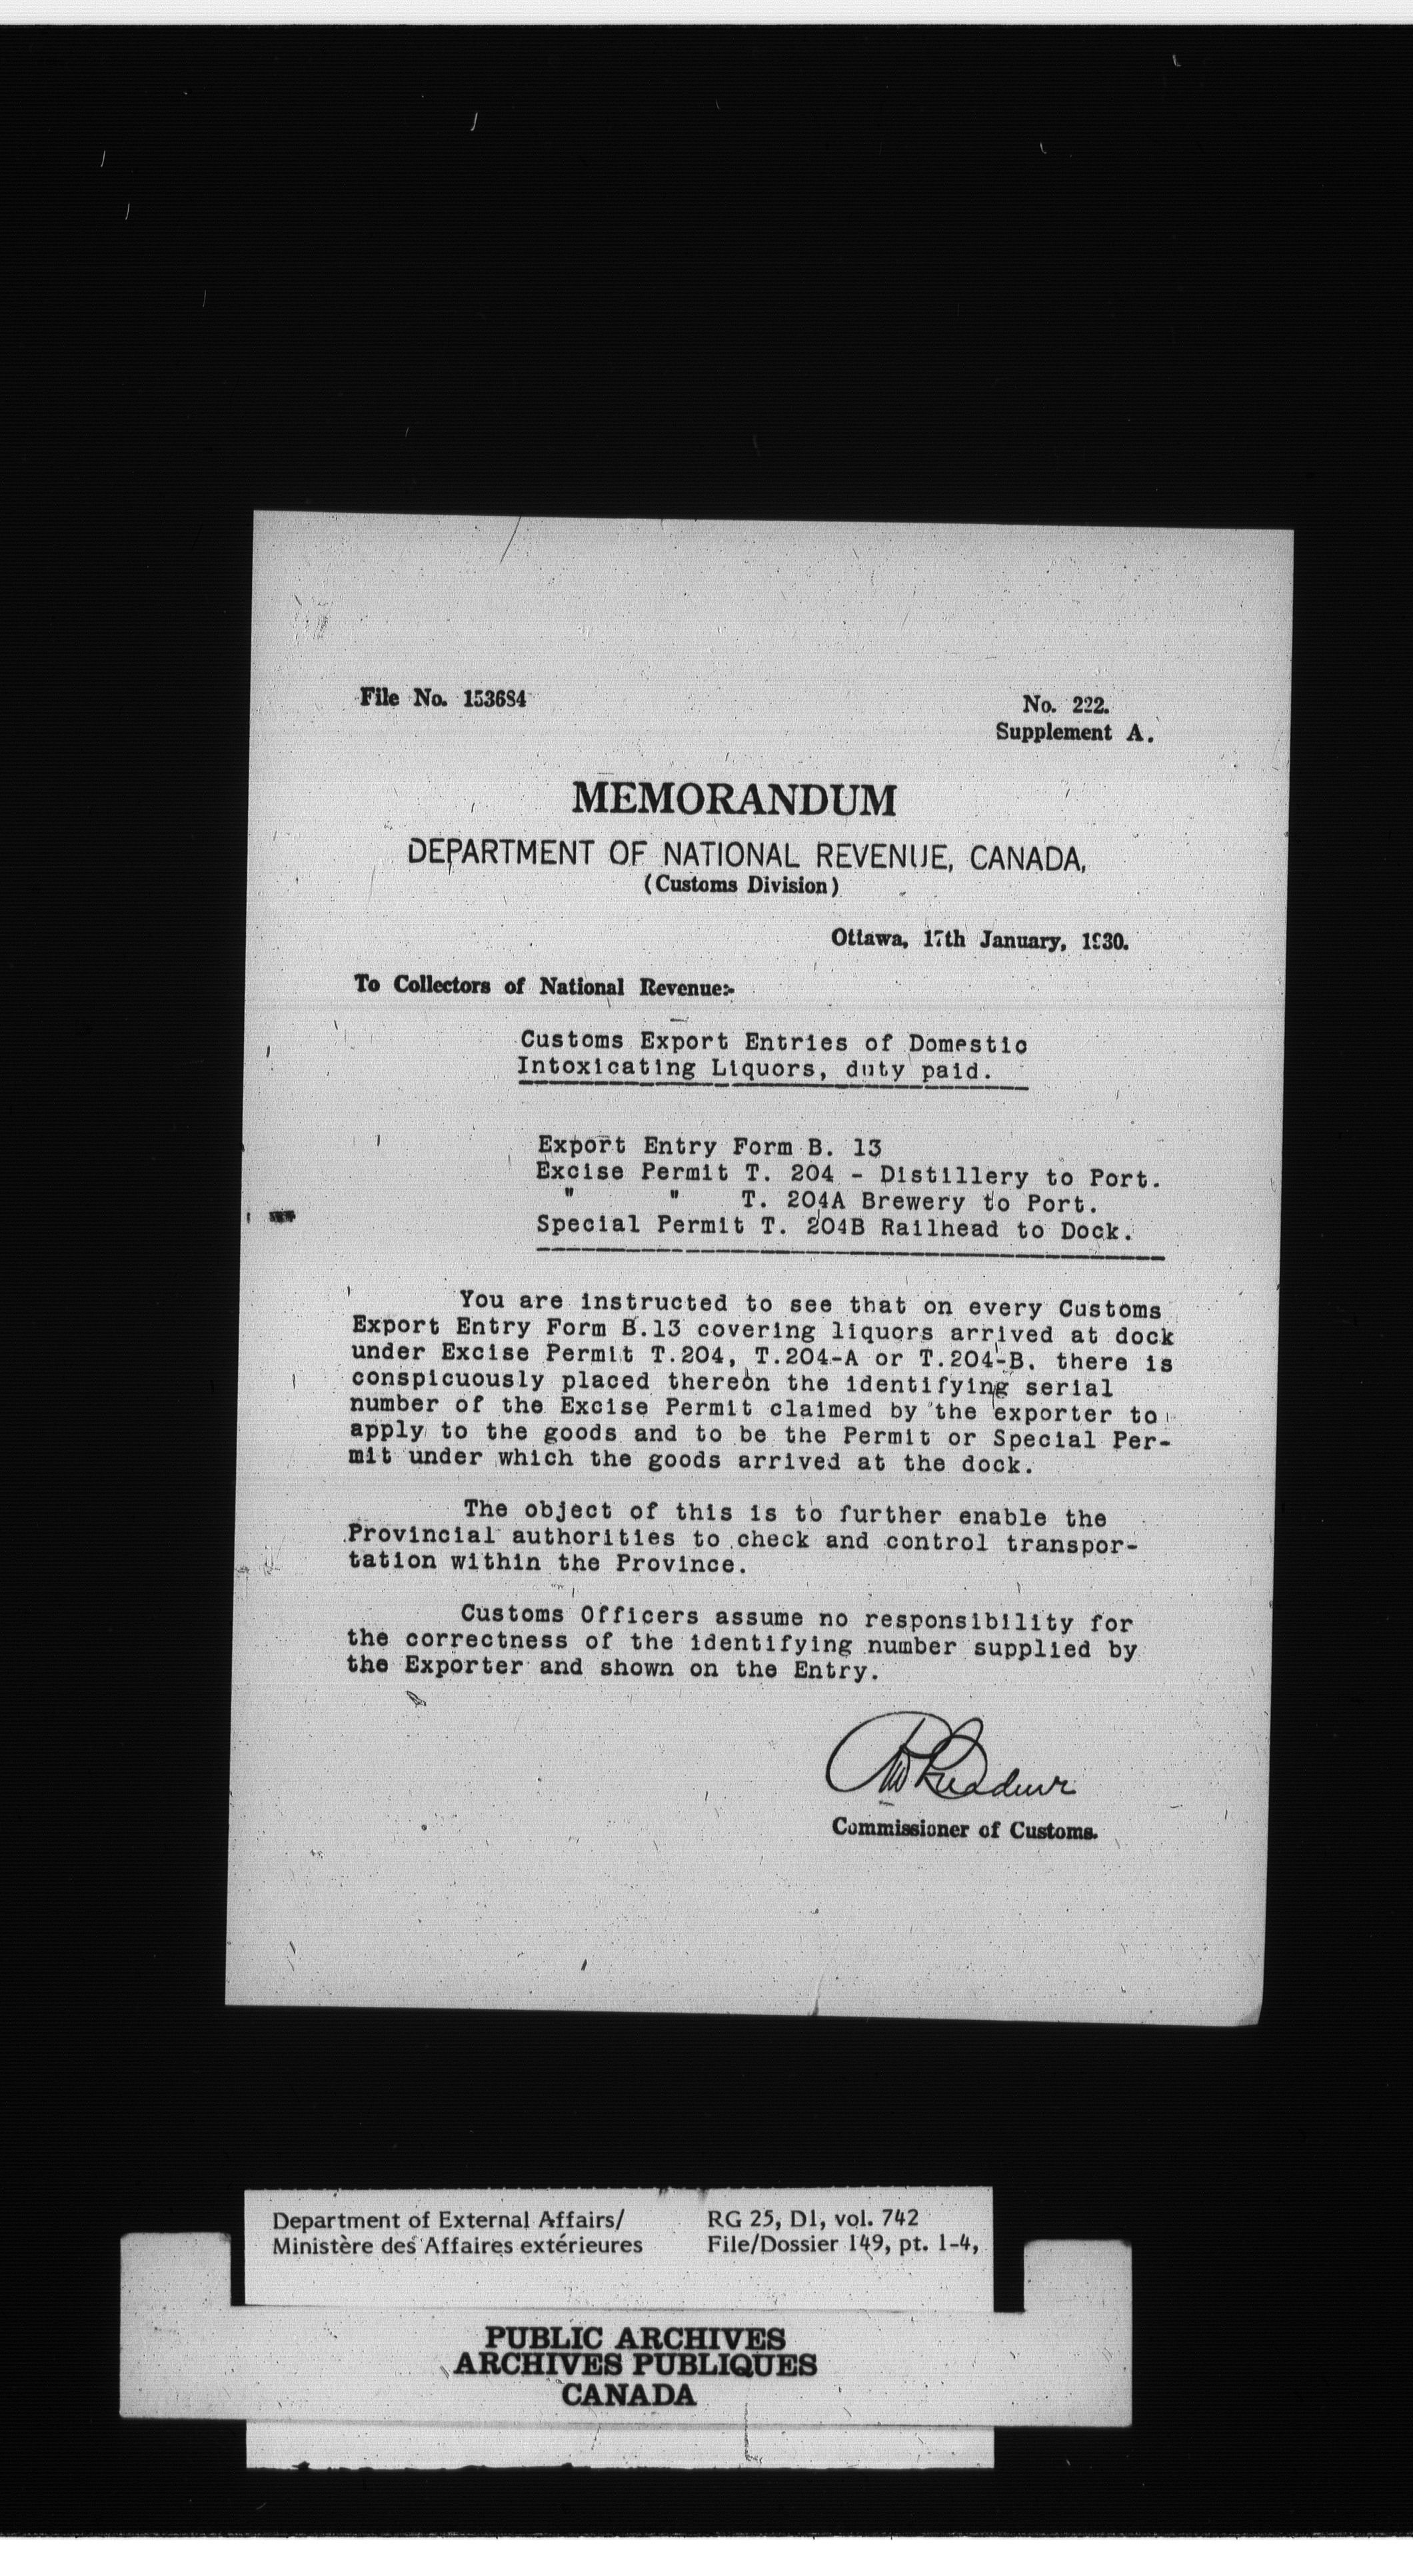 File No. 153684
No. 222.
Supplement A.
MEMORANDUM
DEPARTMENT OF NATIONAL REVENUE, CANADA,
(Customs Division)
Ottawa, 17th January, 1930.
To Collectors of National Revenue:-
Customs Export Entries of Domestic
Intoxicating Liquors, duty paid.
Export Entry Form B. 13
Excise Permit T. 204 - Distillery to Port.
" " T. 204A Brewery to Port.
Special Permit T. 204B Railhead to Dock.
You are instructed to see that on every Customs
Export Entry Form B.13 covering liquors arrived at dock
under Excise Permit T.204, T.204-A or T.204-B. there is
conspicuously placed thereon the identifying serial
number of the Excise Permit claimed by the exporter to
apply to the goods and to be the Permit or Special Per-
mit under which the goods arrived at the dock.
The object of this is to further enable the
Provincial authorities to check and control transpor-
tation within the Province.
Customs Officers assume no responsibility for
the correctness of the identifying number supplied by
the Exporter and shown on the Entry.
Commissioner of Customs.
Department of External Affairs/
Ministère des Affaires extérieures
RG 25, D1, vol. 742
File/Dossier 149, pt. 1-4,
PUBLIC ARCHIVES
ARCHIVES PUBLIQUES
CANADA